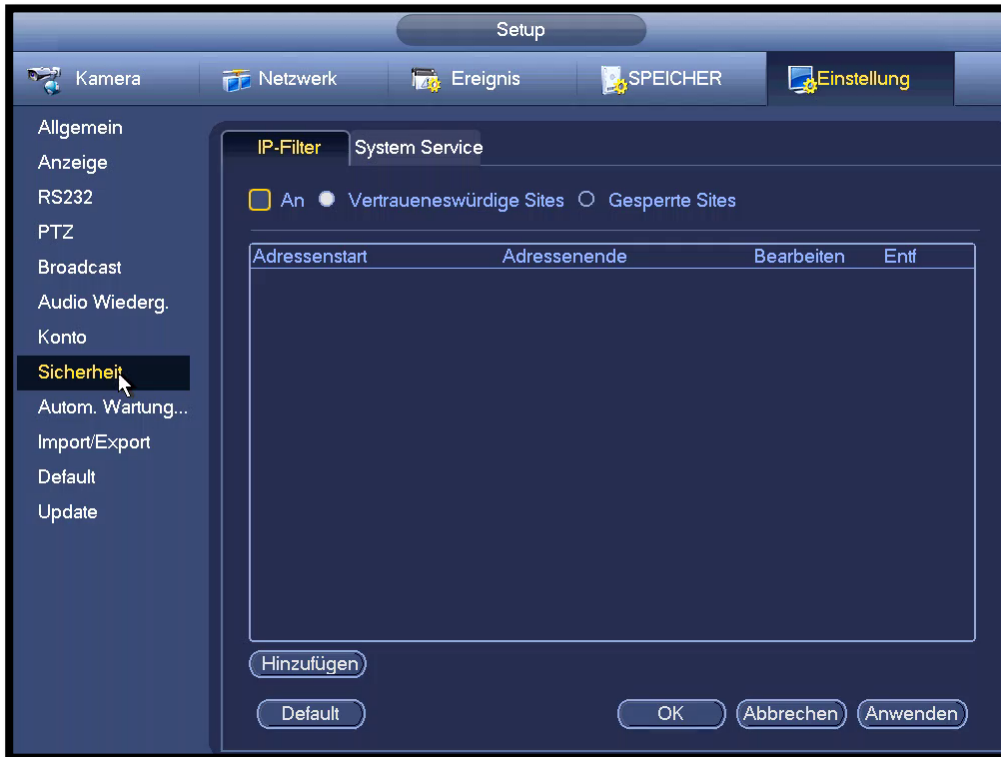 Setup
Kamera Netzwerk Ereignis SPEICHER Einstellung
Allgemein
Anzeige
RS232
PTZ
Broadcast
Audio Wiederg.
Konto
Sicherheit
Autom. Wartung...
Import/Export
Default
Update
IP-Filter System Service
An Vertraueneswürdige Sites Gesperrte Sites
Adressenstart Adressenende Bearbeiten Entf
Hinzufügen
Default OK Abbrechen Anwenden